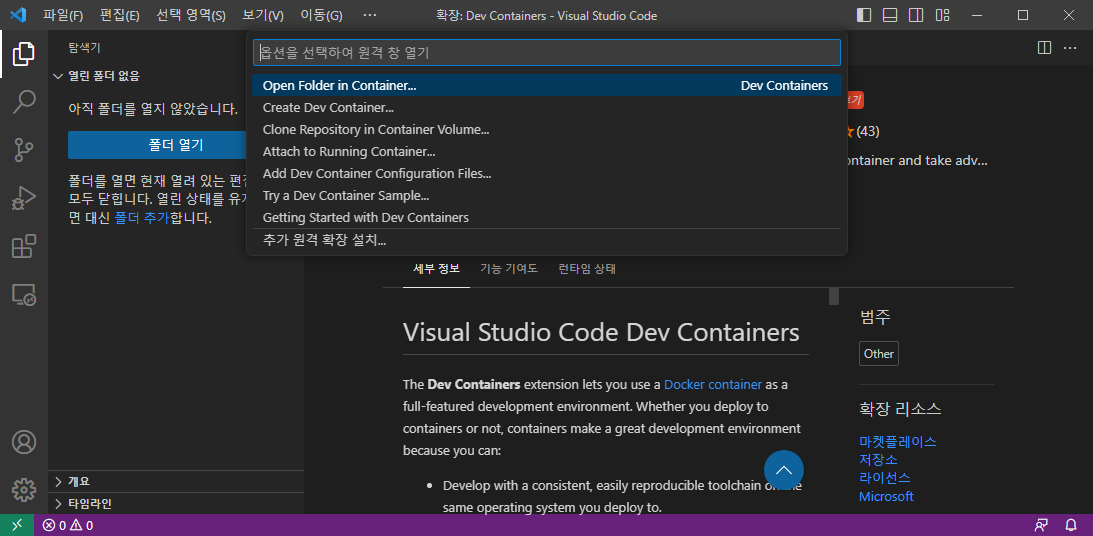 파일(F) 편집(E) 선택 영역(S) 보기(V) 이동(G) ··· 확장: Dev Containers - Visual Studio Code
탐색기
열린 폴더 없음
아직 폴더를 열지 않았습니다.
폴더 열기
폴더를 열면 현재 열려 있는 편집
모두 닫힙니다. 열린 상태를 유지
면 대신 폴더 추가합니다.
개요
타임라인
옵션을 선택하여 원격 창 열기
Open Folder in Container... Dev Containers
Create Dev Container...
Clone Repository in Container Volume...
Attach to Running Container...
Add Dev Container Configuration Files...
Try a Dev Container Sample...
Getting Started with Dev Containers
추가 원격 확장 설치...
(43)
container and take adv...
세부 정보 기능 기여도 런타임 상태
Visual Studio Code Dev Containers
The Dev Containers extension lets you use a Docker container as a
full-featured development environment. Whether you deploy to
containers or not, containers make a great development environment
because you can:
• Develop with a consistent, easily reproducible toolchain on the
same operating system you deploy to.
범주
Other
확장 리소스
마켓플레이스
저장소
라이선스
Microsoft
0 0